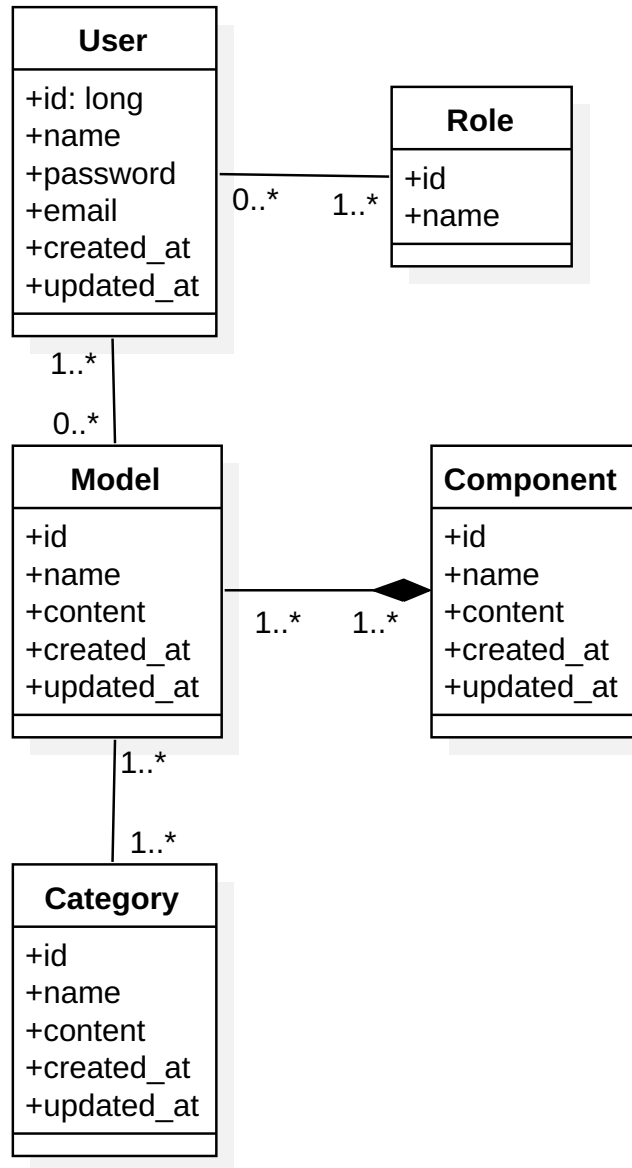 User
+id: long
+name
+password
+email
+created_at
+updated_at
Role
+id
+name
0..*
1..*
1..*
0..*
Model
+id
+name
+content
+created_at
+updated_at
Component
+id
+name
+content
+created_at
+updated_at
1..*
1..*
1..*
1..*
Category
+id
+name
+content
+created_at
+updated_at